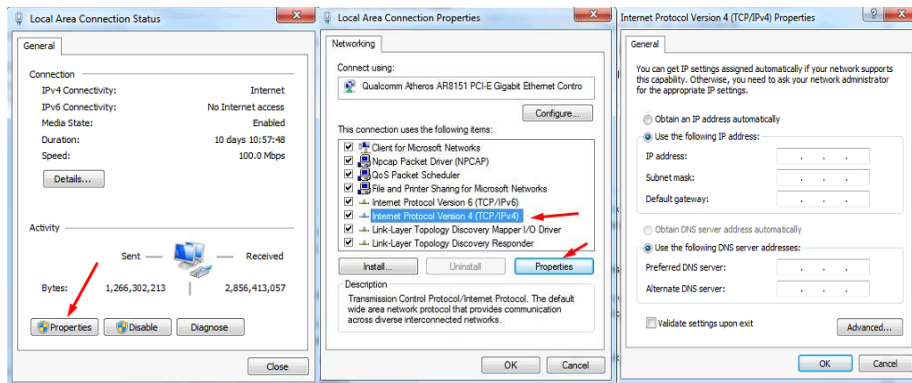 Local Area Connection Status
General
Connection
IPv4 Connectivity: Internet
IPv6 Connectivity: No Internet access
Media State: Enabled
Duration: 10 days 10:57:48
Speed: 100.0 Mbps
Details...
Activity
Sent — — Received
Bytes: 1,266,302,213 2,856,413,057
Properties Disable Diagnose
Close
Local Area Connection Properties
Networking
Connect using:
Qualcomm Atheros AR8151 PCI-E Gigabit Ethernet Contro
Configure...
This connection uses the following items:
Client for Microsoft Networks
Npcap Packet Driver (NPCAP)
QoS Packet Scheduler
File and Printer Sharing for Microsoft Networks
Internet Protocol Version 6 (TCP/IPv6)
Internet Protocol Version 4 (TCP/IPv4)
Link-Layer Topology Discovery Mapper I/O Driver
Link-Layer Topology Discovery Responder
Install... Uninstall Properties
Description
Transmission Control Protocol/Internet Protocol. The default
wide area network protocol that provides communication
across diverse interconnected networks.
OK Cancel
Internet Protocol Version 4 (TCP/IPv4) Properties
General
You can get IP settings assigned automatically if your network supports
this capability. Otherwise, you need to ask your network administrator
for the appropriate IP settings.
Obtain an IP address automatically
Use the following IP address:
IP address: . . .
Subnet mask: . . .
Default gateway: . . .
Obtain DNS server address automatically
Use the following DNS server addresses:
Preferred DNS server: . . .
Alternate DNS server: . . .
Validate settings upon exit
Advanced...
OK Cancel